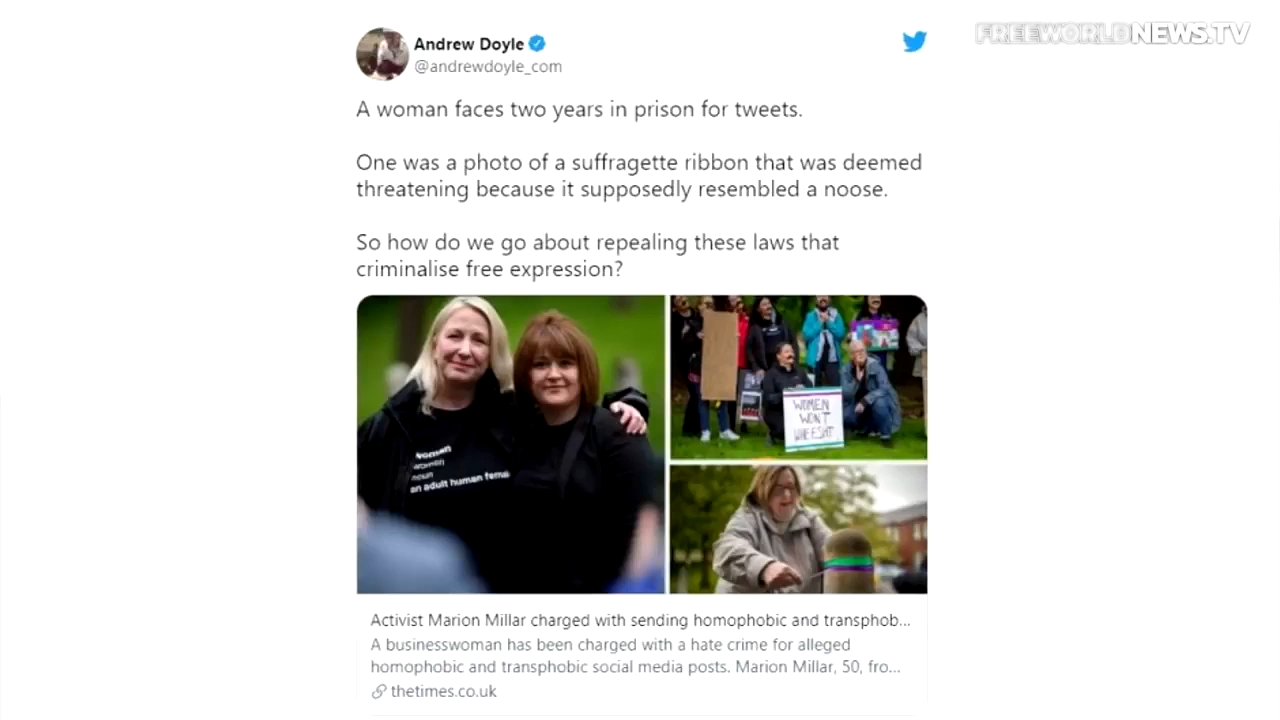 FREEWORLDNEWS.TV
Andrew Doyle
@andrewdoyle_com
A woman faces two years in prison for tweets.
One was a photo of a suffragette ribbon that was deemed
threatening because it supposedly resembled a noose.
So how do we go about repealing these laws that
criminalise free expression?
woman
women
noun
an adult human fema
WOMEN
WON'T
WHEESHT
Activist Marion Millar charged with sending homophobic and transphob...
A businesswoman has been charged with a hate crime for alleged
homophobic and transphobic social media posts. Marion Millar, 50, fro...
thetimes.co.uk